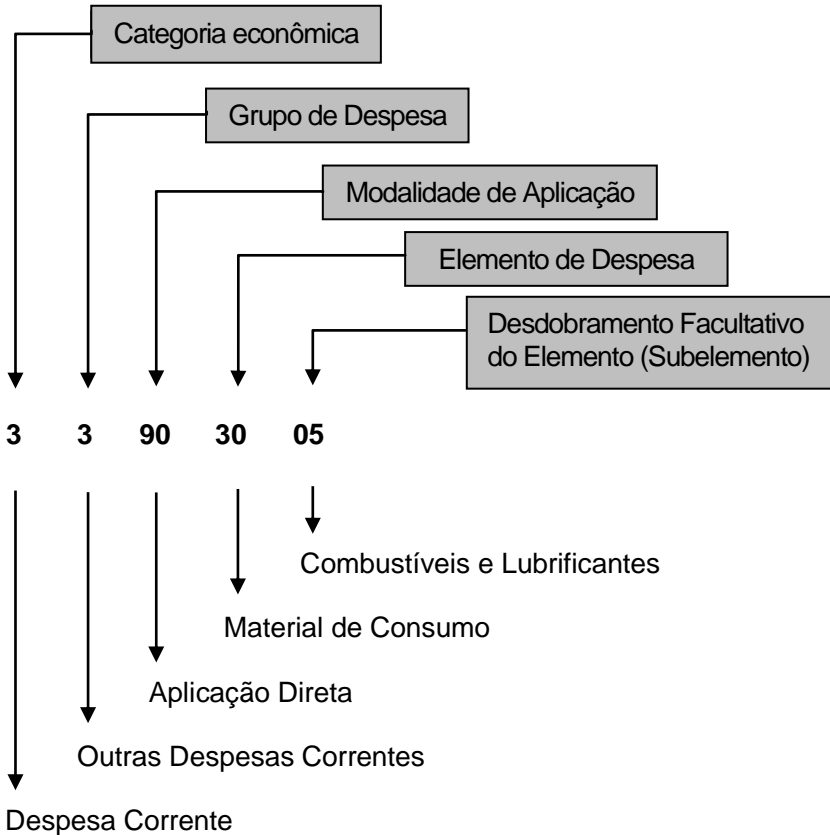 Categoria econômica
Grupo de Despesa
Modalidade de Aplicação
Elemento de Despesa
Desdobramento Facultativo
do Elemento (Subelemento)
3 3 90 30 05
Combustíveis e Lubrificantes
Material de Consumo
Aplicação Direta
Outras Despesas Correntes
Despesa Corrente